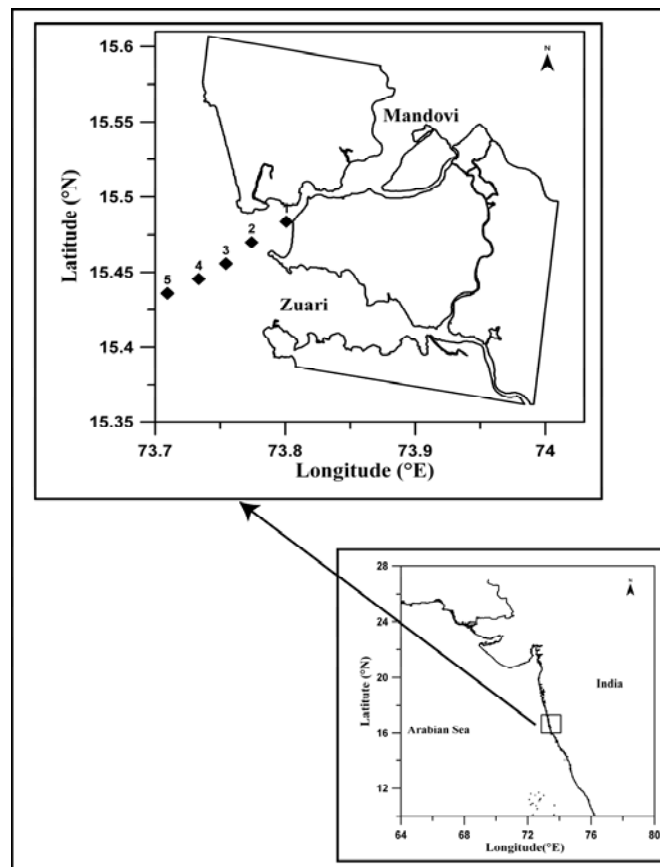 15.6
15.55
15.5
15.45
15.4
15.35
Latitude (°N)
N
Mandovi
1
2
3
4
5
Zuari
73.7
73.8
73.9
74
Longitude (°E)
28
24
20
16
12
Latitute (°N)
N
India
Arabian Sea
64
68
72
76
80
Longitude(°E)